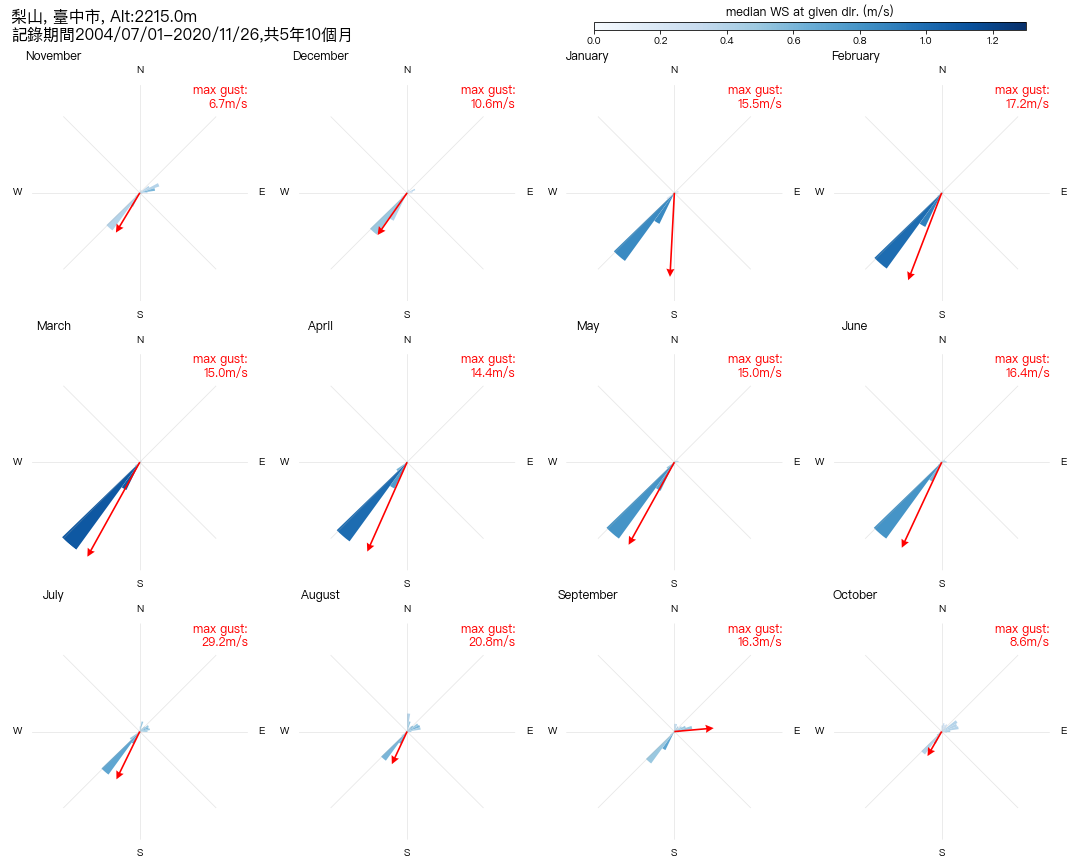 梨山, 臺中市, Alt:2215.0m
記錄期間2004/07/01–2020/11/26,共5年10個月
median WS at given dir. (m/s)
0.0 0.2 0.4 0.6 0.8 1.0 1.2
November
N
max gust:
6.7m/s
W E
S
December
N
max gust:
10.6m/s
W E
S
January
N
max gust:
15.5m/s
W E
S
February
N
max gust:
17.2m/s
W E
S
March
N
max gust:
15.0m/s
W E
S
April
N
max gust:
14.4m/s
W E
S
May
N
max gust:
15.0m/s
W E
S
June
N
max gust:
16.4m/s
W E
S
July
N
max gust:
29.2m/s
W E
S
August
N
max gust:
20.8m/s
W E
S
September
N
max gust:
16.3m/s
W E
S
October
N
max gust:
8.6m/s
W E
S